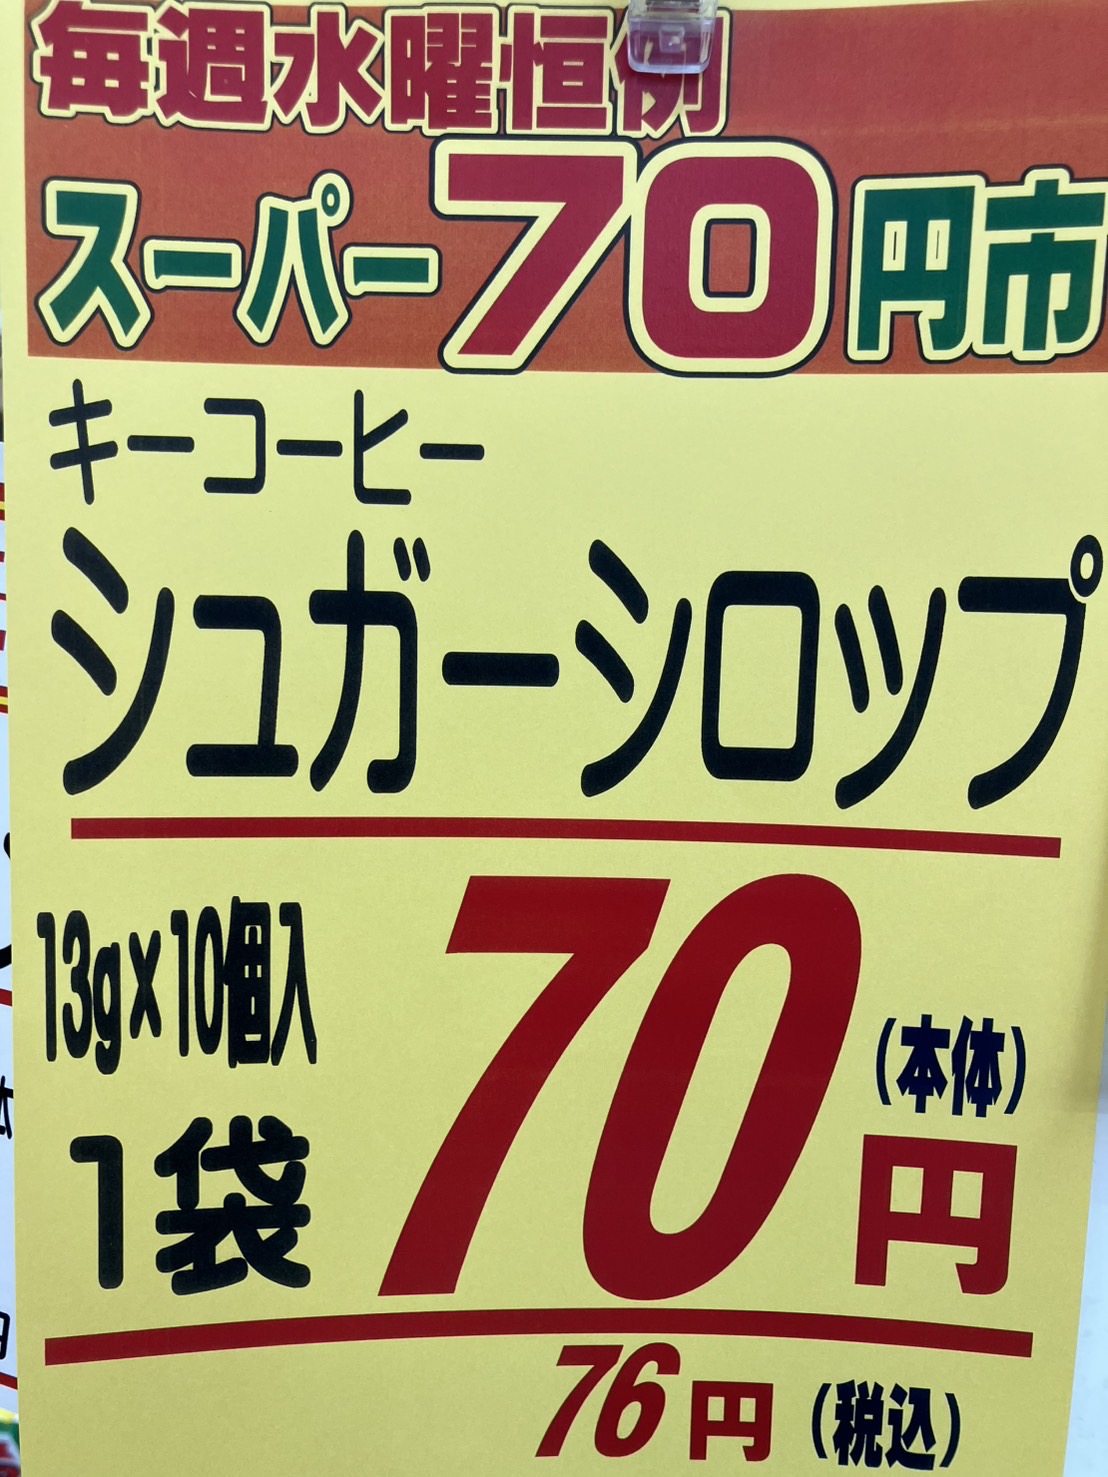 毎週水曜恒例
スーパー70円市
キーコーヒー
シュガーシロップ
13g×10個入
1袋
70円
(本体)
76円(税込)